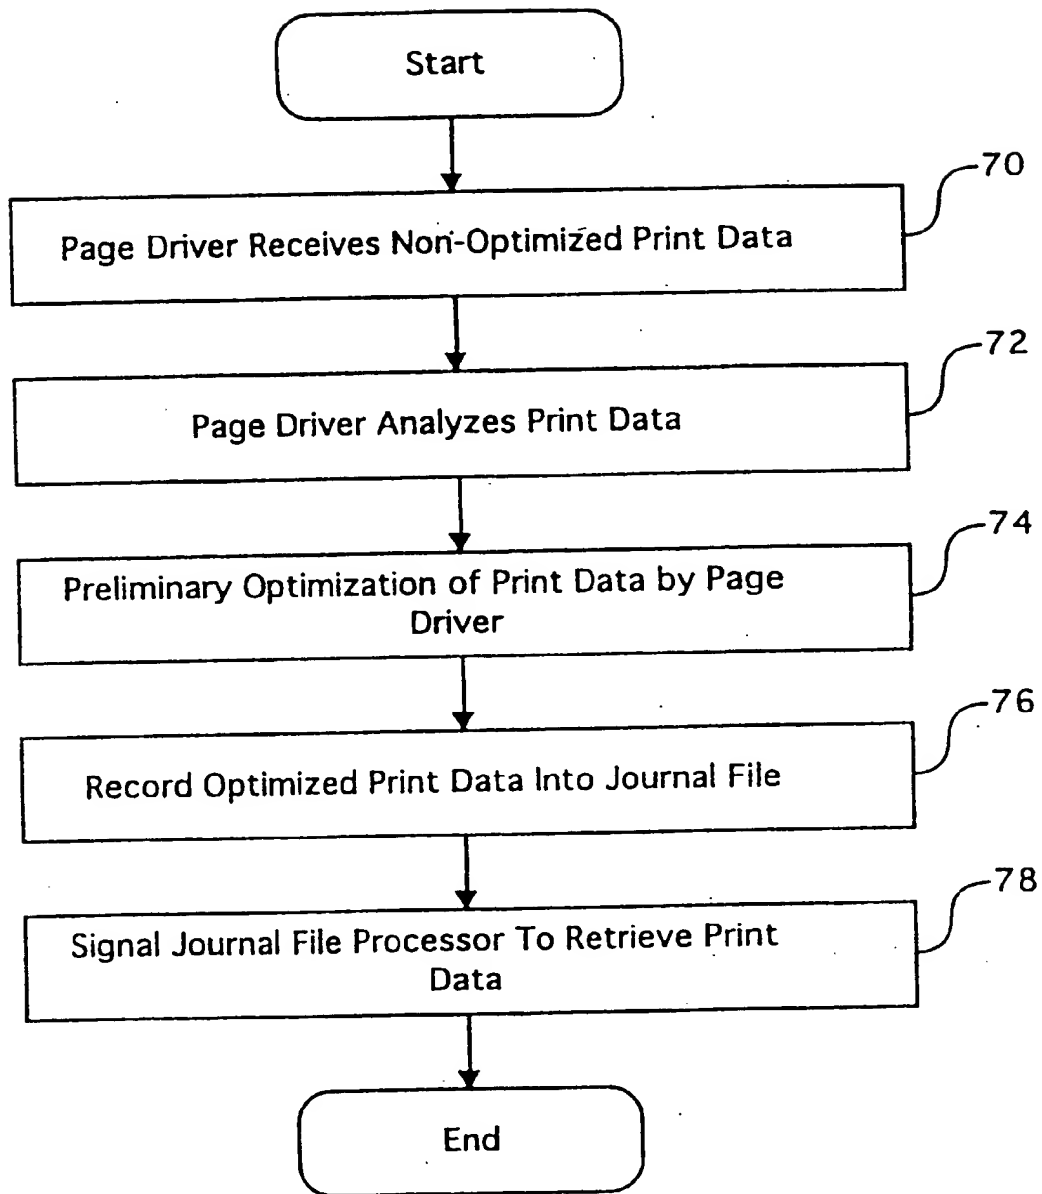 Start
70
Page Driver Receives Non-Optimized Print Data
72
Page Driver Analyzes Print Data
74
Preliminary Optimization of Print Data by Page
Driver
76
Record Optimized Print Data Into Journal File
78
Signal Journal File Processor To Retrieve Print
Data
End